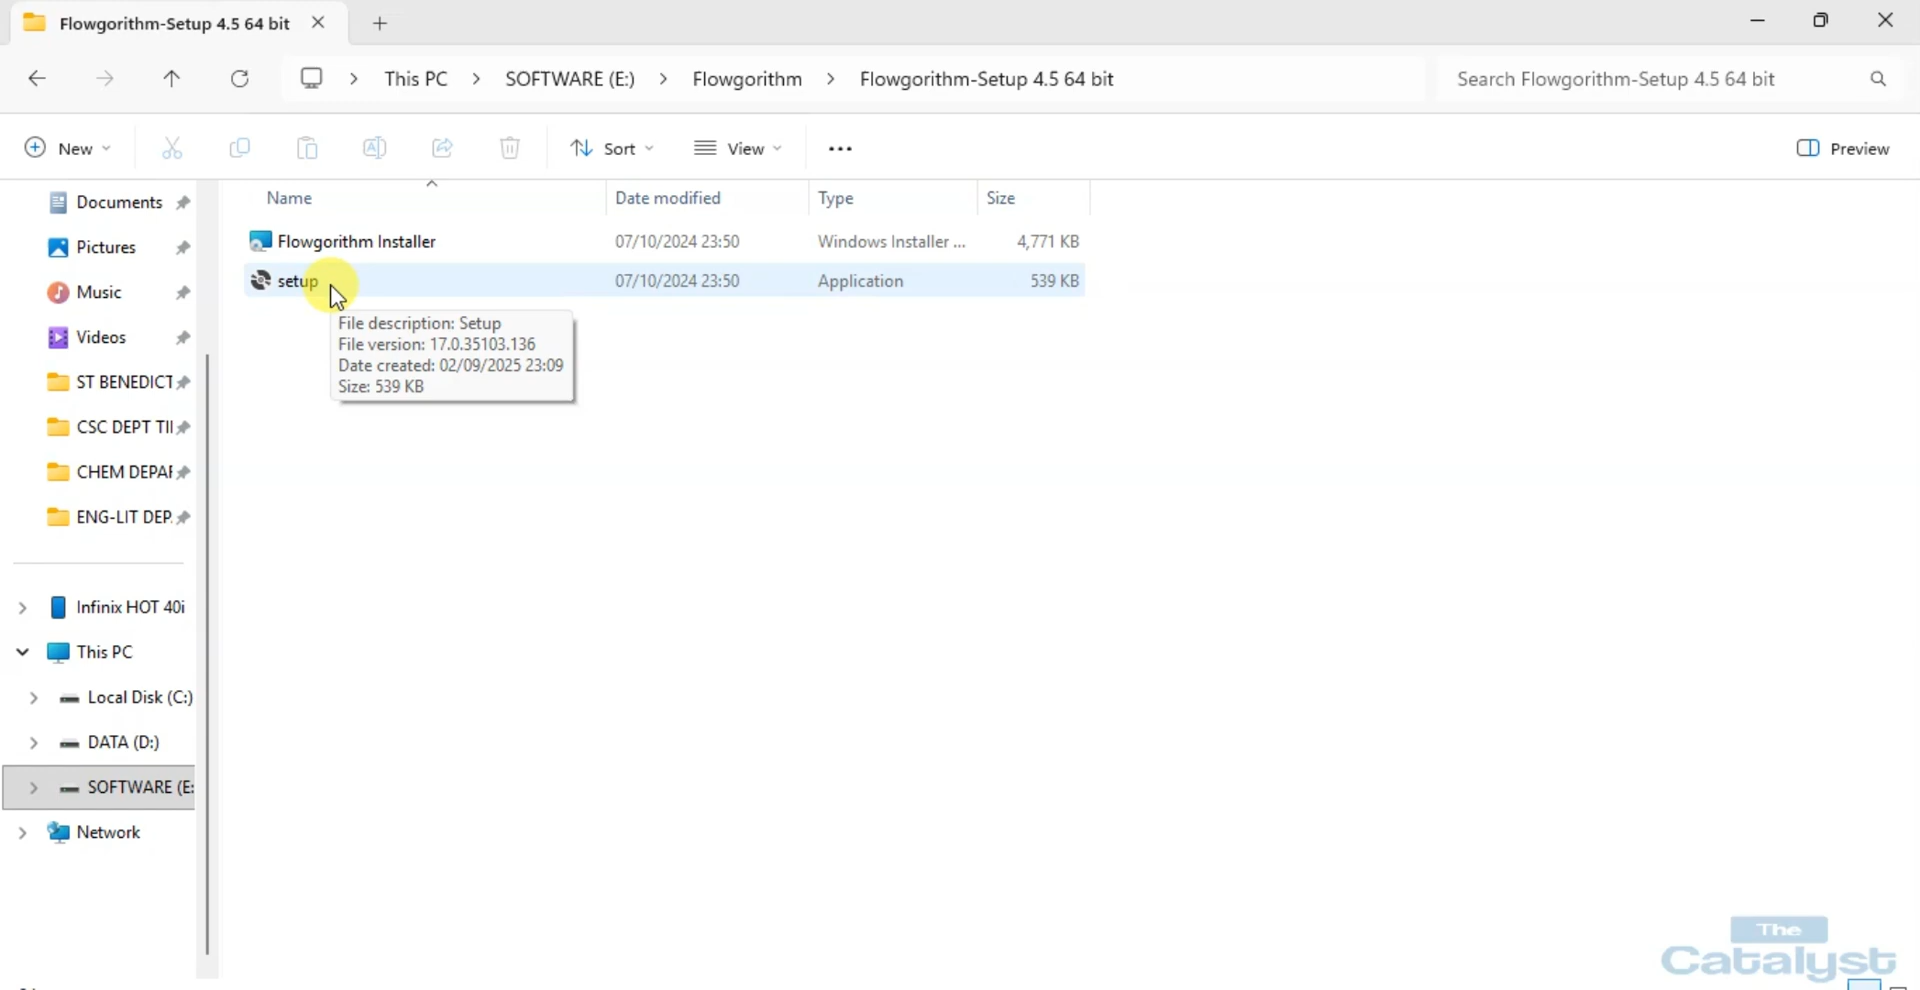 Flowgorithm-Setup 4.5 64 bit
This PC > SOFTWARE (E:) > Flowgorithm > Flowgorithm-Setup 4.5 64 bit
Search Flowgorithm-Setup 4.5 64 bit
New
Sort
View
Preview
Documents
Pictures
Music
Videos
ST BENEDICT
CSC DEPT TII
CHEM DEPAF
ENG-LIT DEP.
Infinix HOT 40i
This PC
Local Disk (C:)
DATA (D:)
SOFTWARE (E:
Network
Name Date modified Type Size
Flowgorithm Installer 07/10/2024 23:50 Windows Installer ... 4,771 KB
setup 07/10/2024 23:50 Application 539 KB
File description: Setup
File version: 17.0.35103.136
Date created: 02/09/2025 23:09
Size: 539 KB
The
Catalyst